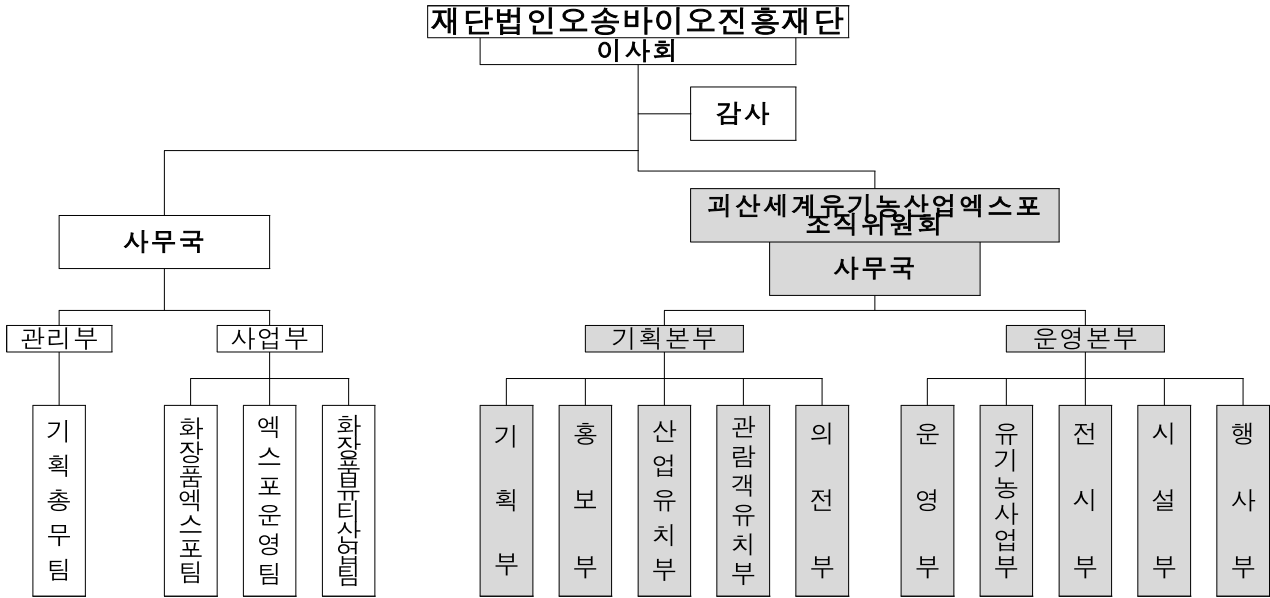 재단법인오송바이오진흥재단
이사회
감사
괴산세계유기농산업엑스포
조직위원회
사무국
사무국
관리부
사업부
기획본부
운영본부
기획총무팀
화장품엑스포팀
엑스포운영팀
화장품뷰티산업팀
기획부
홍보부
산업유치부
관람객유치부
의전부
운영부
유기농사업부
전시부
시설부
행사부